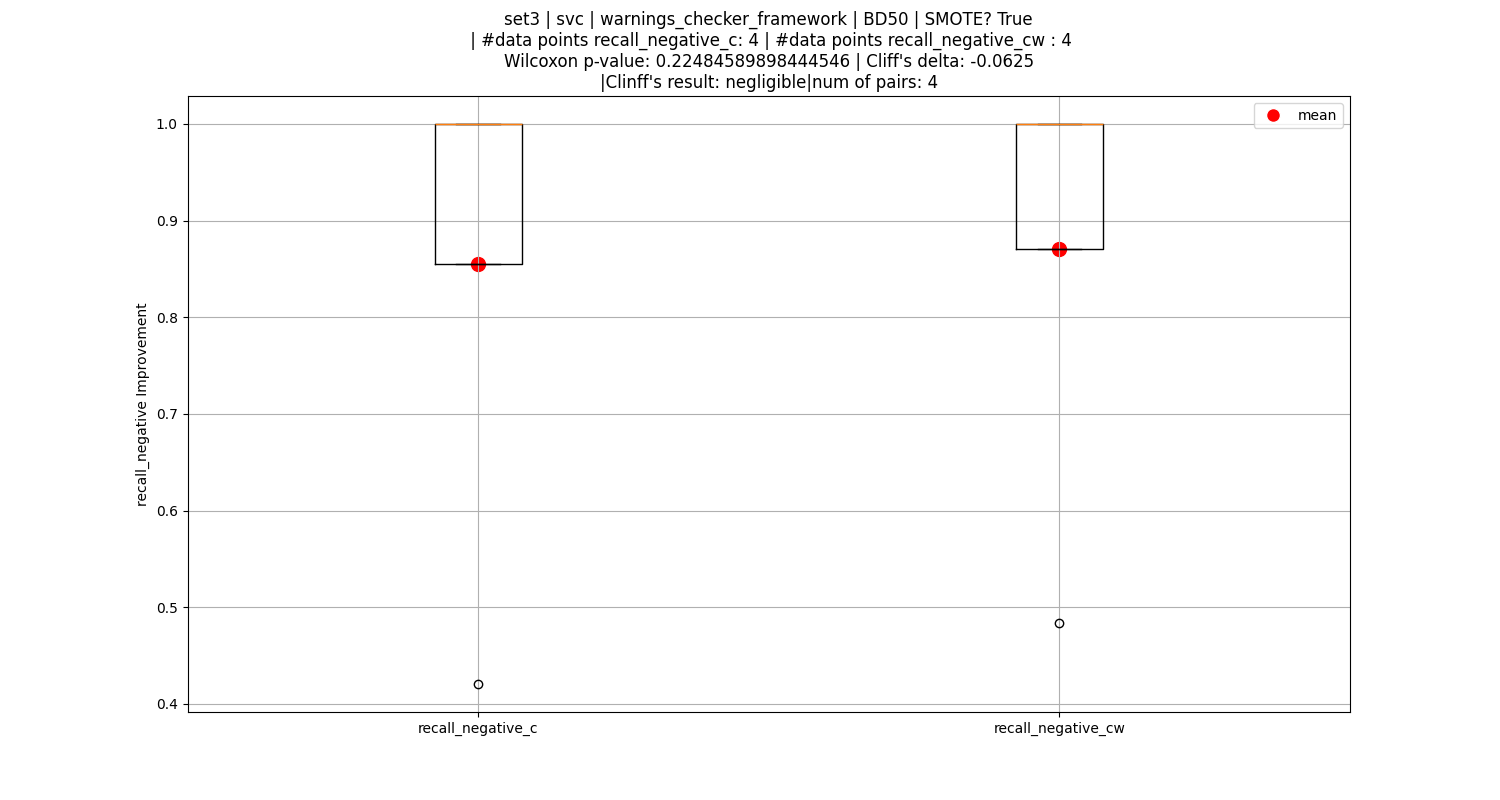 set3 | svc | warnings_checker_framework | BD50 | SMOTE? True
| #data points recall_negative_c: 4 | #data points recall_negative_cw : 4
Wilcoxon p-value: 0.22484589898444546 | Cliff's delta: -0.0625
|Clinff's result: negligible|num of pairs: 4
mean
1.0
0.9
0.8
0.7
0.6
0.5
0.4
recall_negative Improvement
recall_negative_c
recall_negative_cw